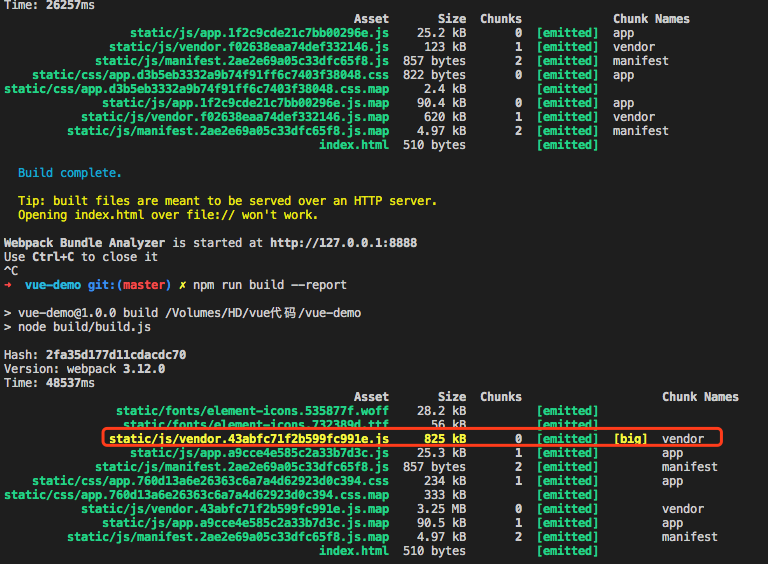 Time: 26257ms
Asset Size Chunks Chunk Names
static/js/app.1f2c9cde21c7bb00296e.js 25.2 kB 0 [emitted] app
static/js/vendor.f02638eaa74def332146.js 123 kB 1 [emitted] vendor
static/js/manifest.2ae2e69a05c33dfc65f8.js 857 bytes 2 [emitted] manifest
static/css/app.d3b5eb3332a9b74f91ff6c7403f38048.css 822 bytes 0 [emitted] app
static/css/app.d3b5eb3332a9b74f91ff6c7403f38048.css.map 2.4 kB [emitted]
static/js/app.1f2c9cde21c7bb00296e.js.map 90.4 kB 0 [emitted] app
static/js/vendor.f02638eaa74def332146.js.map 620 kB 1 [emitted] vendor
static/js/manifest.2ae2e69a05c33dfc65f8.js.map 4.97 kB 2 [emitted] manifest
index.html 510 bytes [emitted]
Build complete.
Tip: built files are meant to be served over an HTTP server.
Opening index.html over file:// won't work.
Webpack Bundle Analyzer is started at http://127.0.0.1:8888
Use Ctrl+C to close it
^C
➜ vue-demo git:(master) ✗ npm run build --report
> vue-demo@1.0.0 build /Volumes/HD/vue代码/vue-demo
> node build/build.js
Hash: 2fa35d177d11cdacdc70
Version: webpack 3.12.0
Time: 48537ms
Asset Size Chunks Chunk Names
static/fonts/element-icons.535877f.woff 28.2 kB [emitted]
static/fonts/element-icons.732389d.ttf 56 kB [emitted]
static/js/vendor.43abfc71f2b599fc991e.js 825 kB 0 [emitted] [big] vendor
static/js/app.a9cce4e585c2a33b7d3c.js 25.3 kB 1 [emitted] app
static/js/manifest.2ae2e69a05c33dfc65f8.js 857 bytes 2 [emitted] manifest
static/css/app.760d13a6e26363c6a7a4d62923d0c394.css 234 kB 1 [emitted] app
static/css/app.760d13a6e26363c6a7a4d62923d0c394.css.map 333 kB [emitted]
static/js/vendor.43abfc71f2b599fc991e.js.map 3.25 MB 0 [emitted] vendor
static/js/app.a9cce4e585c2a33b7d3c.js.map 90.5 kB 1 [emitted] app
static/js/manifest.2ae2e69a05c33dfc65f8.js.map 4.97 kB 2 [emitted] manifest
index.html 510 bytes [emitted]